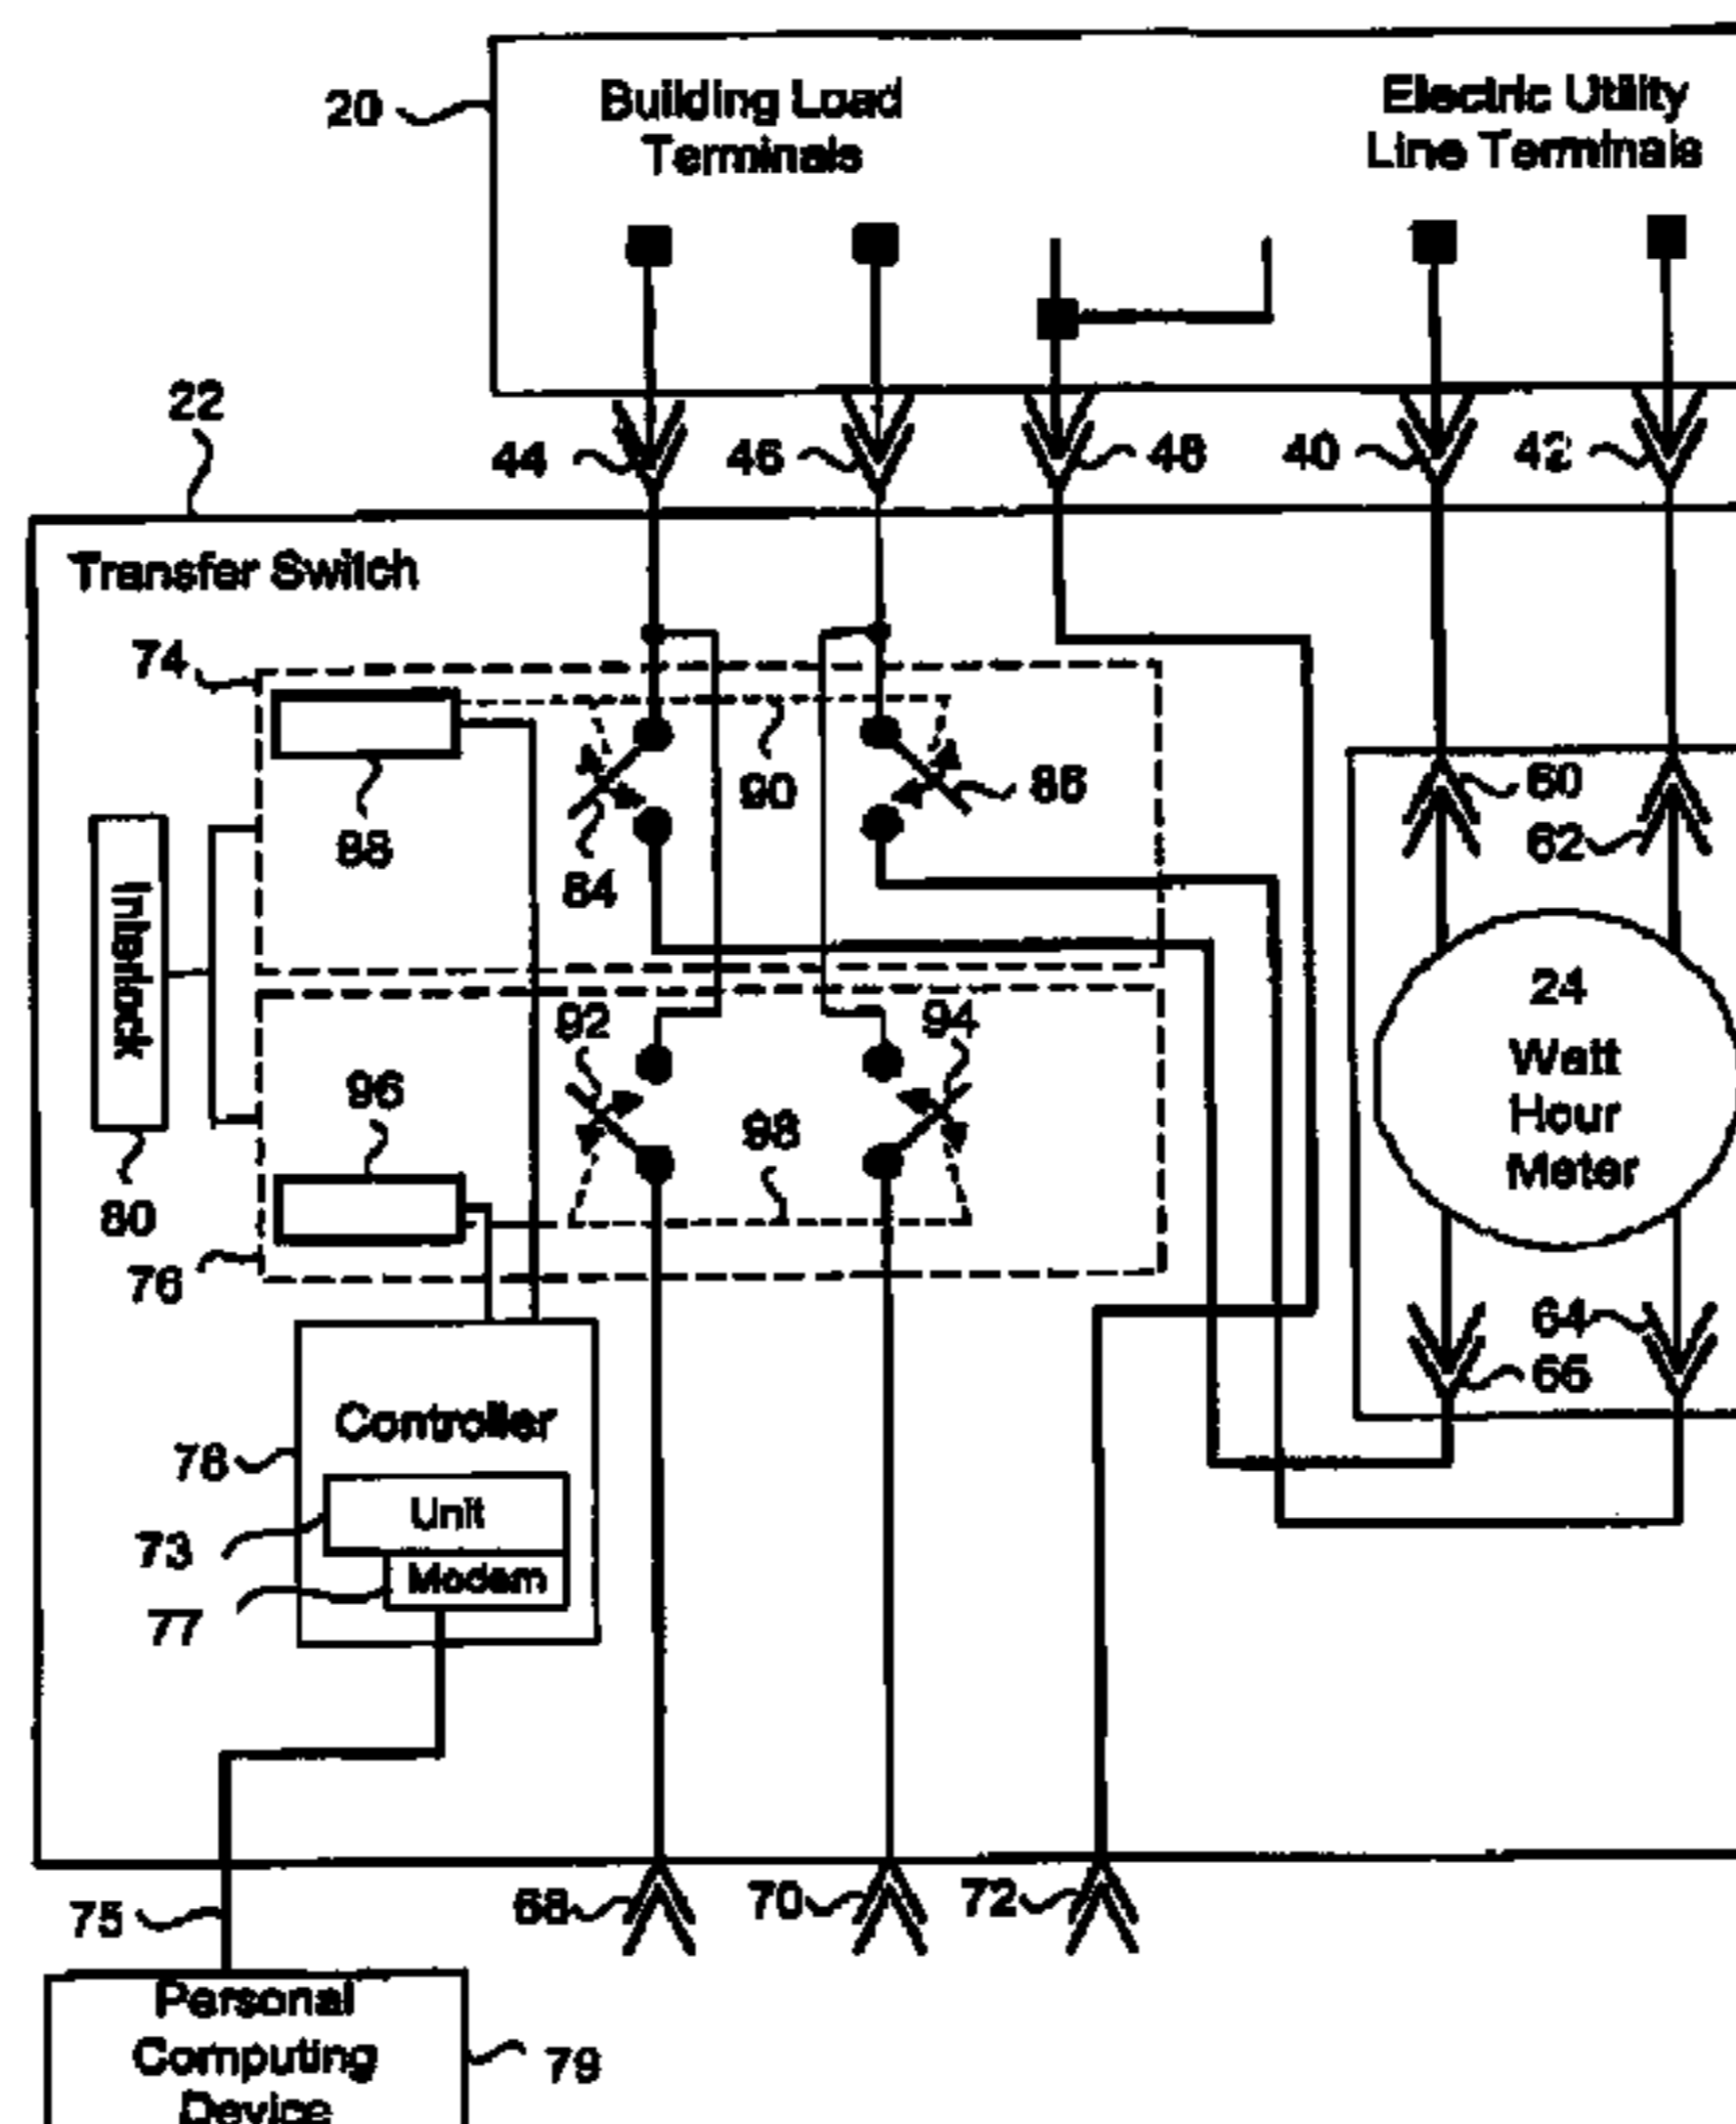 20
Building Load
Terminals
Electric Utility
Line Terminals
22
44
46
48
40
42
Transfer Switch
74
88
90
84
86
60
62
Interlock
80
24
Watt
Hour
Meter
92
94
96
98
76
64
66
Controller
78
Unit
73
Modem
77
75
68
70
72
Personal
Computing
Device
79